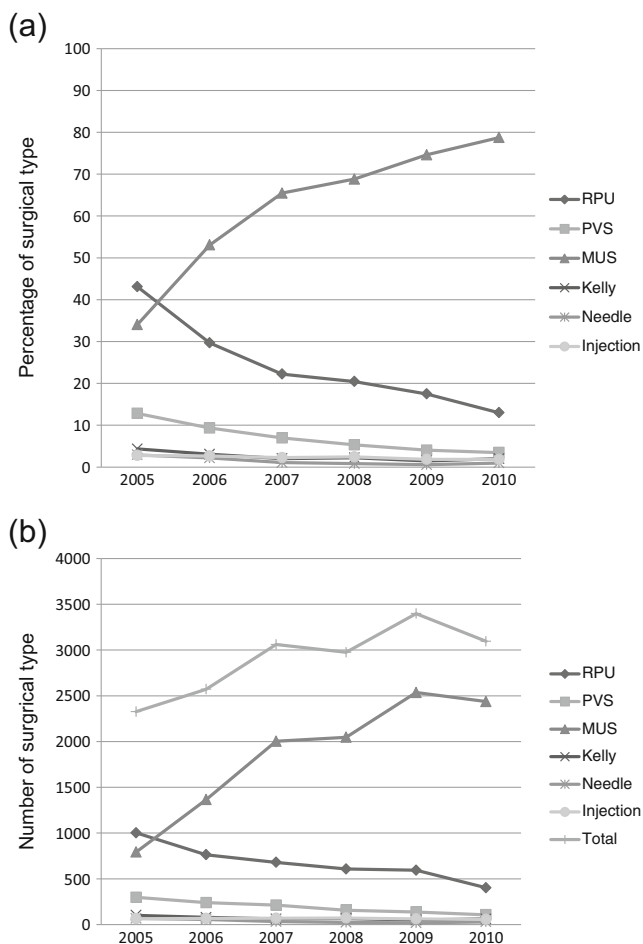 (a)
Percentage of surgical type
100
90
80
70
60
50
40
30
20
10
0
2005 2006 2007 2008 2009 2010
RPU
PVS
MUS
Kelly
Needle
Injection
(b)
Number of surgrical type
4000
3500
3000
2500
2000
1500
1000
500
0
2005 2006 2007 2008 2009 2010
RPU
PVS
MUS
Kelly
Needle
Injection
Total